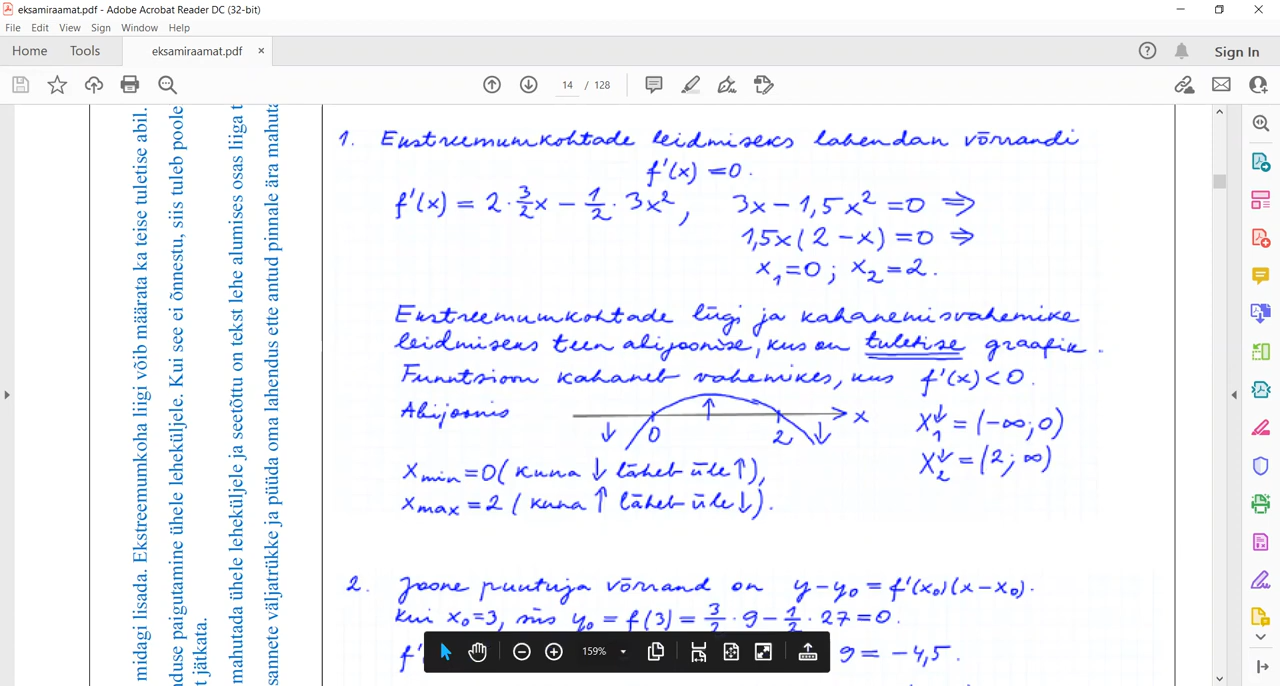 eksamiraamat.pdf - Adobe Acrobat Reader DC (32-bit)
File Edit View Sign Window Help
Home Tools eksamiraamat.pdf × Sign In
14 / 128
midagi lisada. Ekstreemumkoha liigi võib määrata ka teise tuletise abil.
nduse paigutamine ühele leheküljele. Kui see ei õnnestu, siis tuleb poole
t jätkata.
mahutada ühele leheküljele ja seetõttu on tekst lehe alumises osas liiga t
sannete väljatrükke ja püüda oma lahendus ette antud pinnale ära mahuta
1. Ekstreemumkohtade leidmiseks lahendan võrrandi
f'(x) = 0.
f'(x) = 2 · 3/2 x − 1/2 · 3x², 3x − 1,5x² = 0 ⇒
1,5x(2 − x) = 0 ⇒
x₁ = 0; x₂ = 2.
Ekstreemumkohtade liigi ja kahanemisvahemike
leidmiseks teen abijoonise, kus on tuletise graafik.
Funktsioon kahaneb vahemikes, kus f'(x) < 0.
Abijoonis ↓ 0 ↑ 2 ↓ x
X₁↓ = (−∞; 0)
X₂↓ = (2; ∞)
xmin = 0 (kuna ↓ läheb üle ↑),
xmax = 2 (kuna ↑ läheb üle ↓).
2. Joone puutuja võrrand on y − y₀ = f'(x₀)(x − x₀).
Kui x₀ = 3, siis y₀ = f(3) = 3/2 · 9 − 1/2 · 27 = 0.
f' 9 = −4,5.
159%